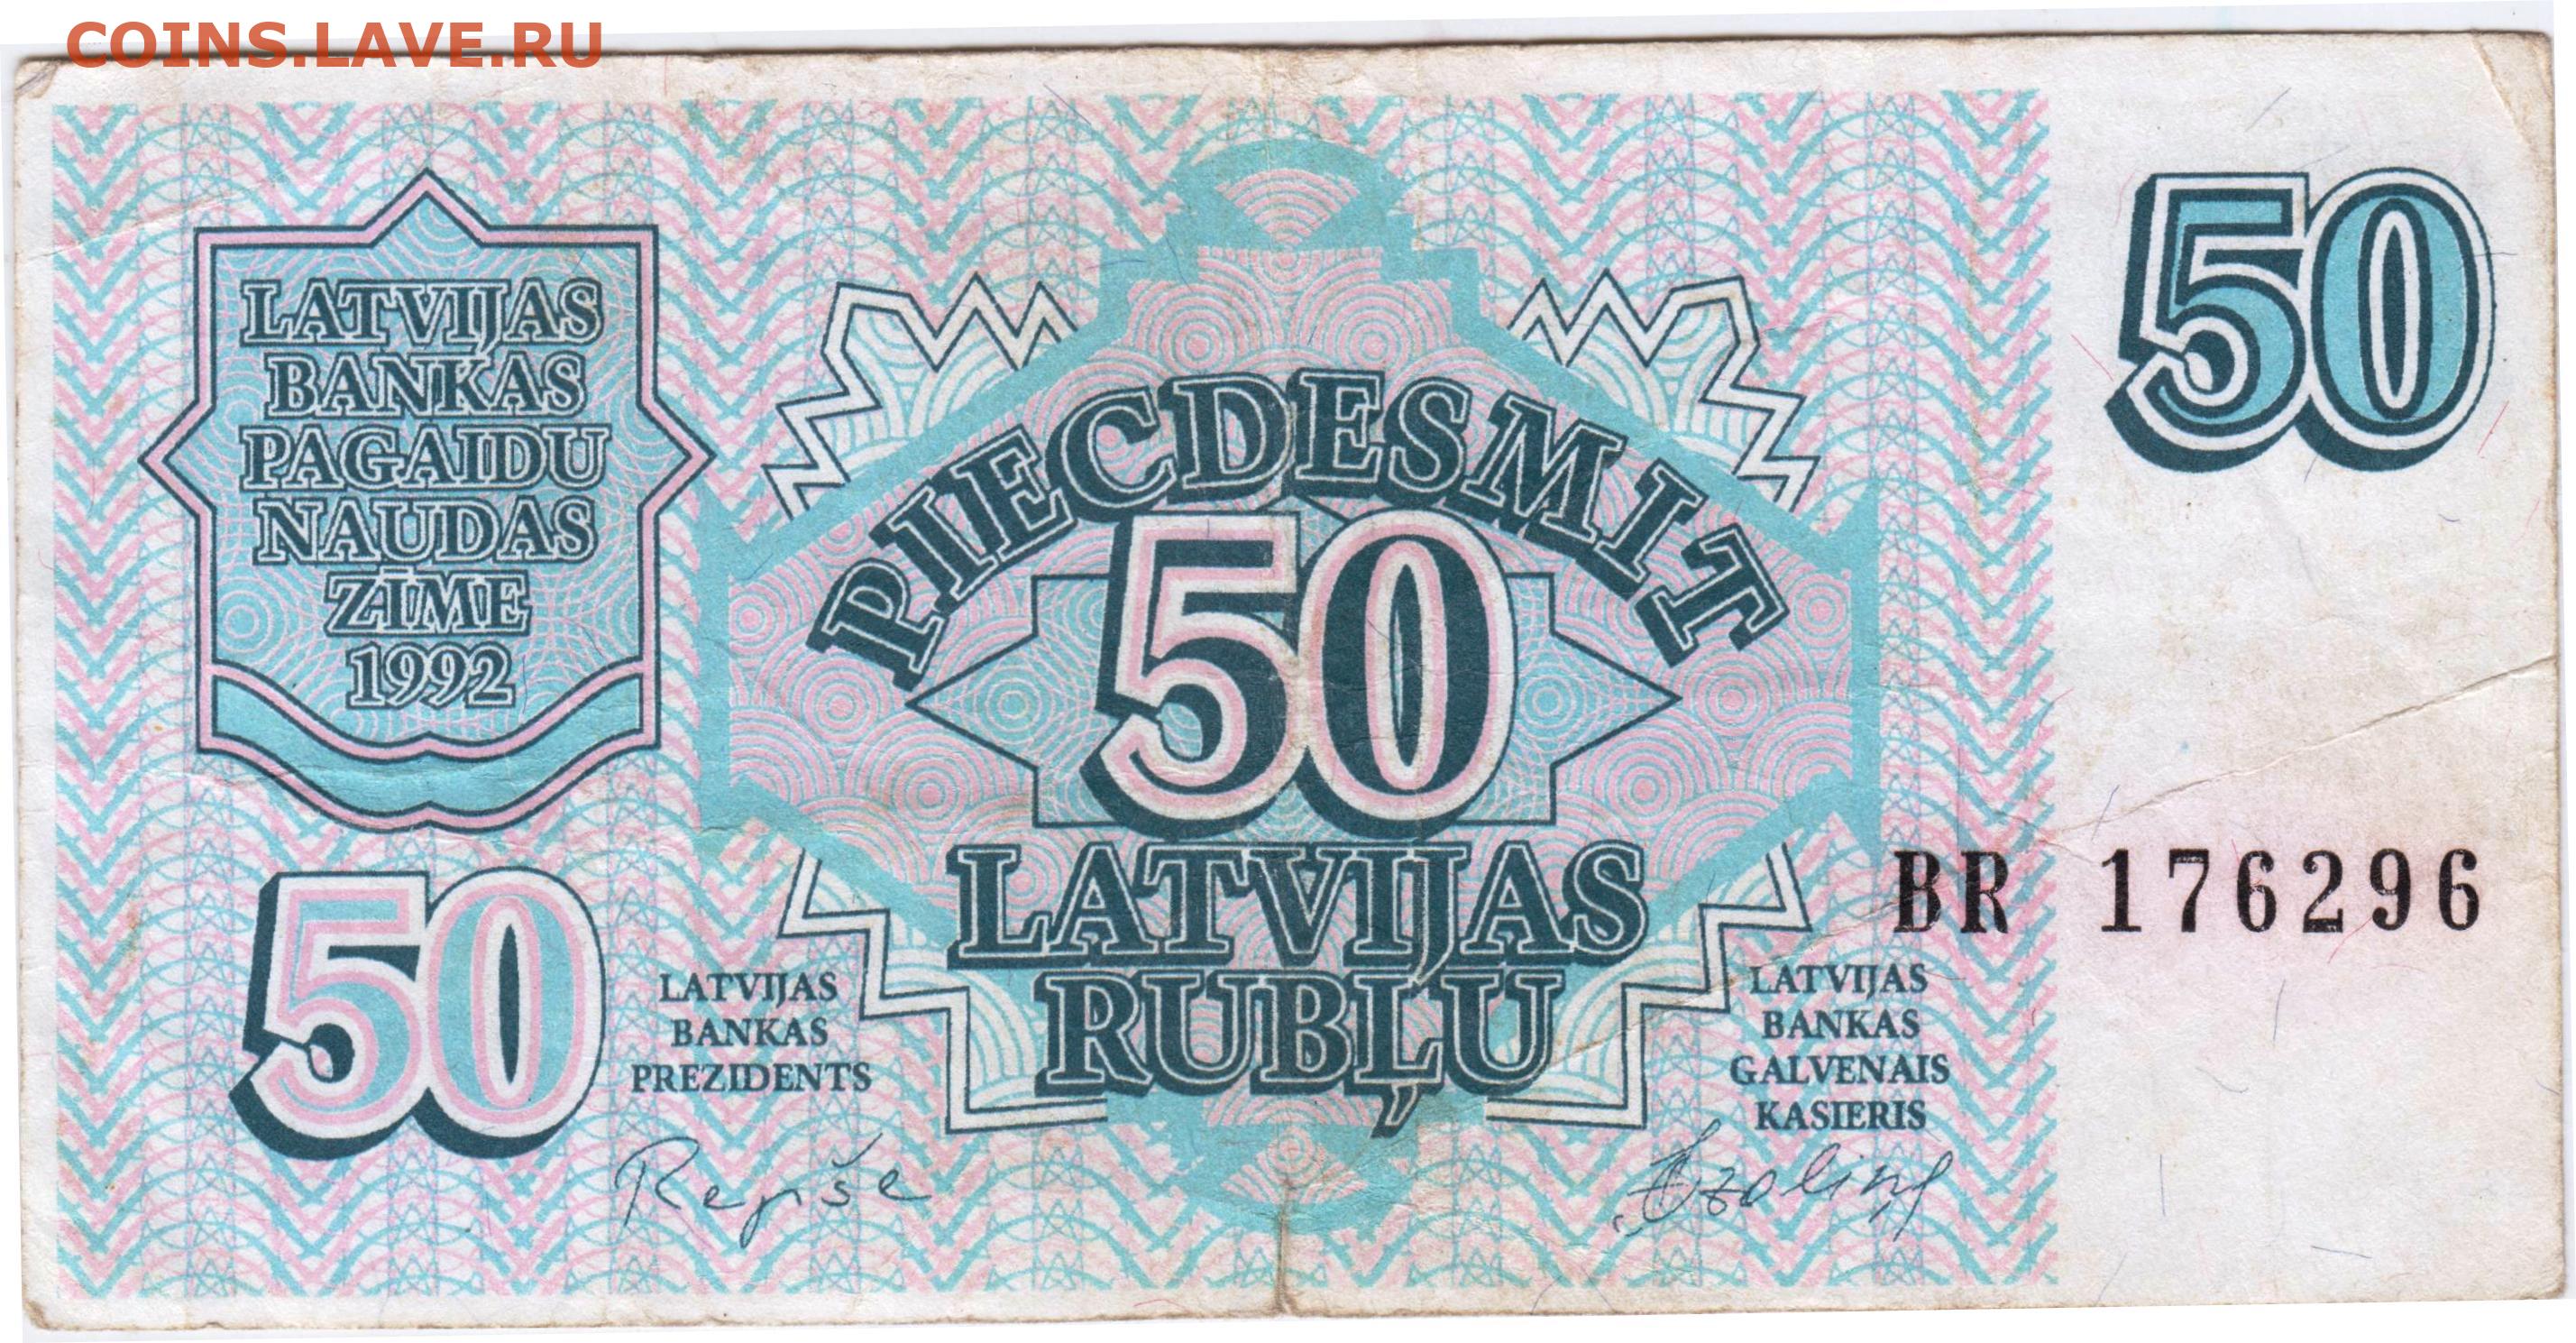 COINS.LAVE.RU
LATVIJAS
BANKAS
PAGAIDU
NAUDAS
ZĪME
1992
50
PIECDESMIT
50
LATVIJAS
RUBĻU
50
BR 176296
LATVIJAS
BANKAS
PREZIDENTS
Repše
LATVIJAS
BANKAS
GALVENAIS
KASIERIS